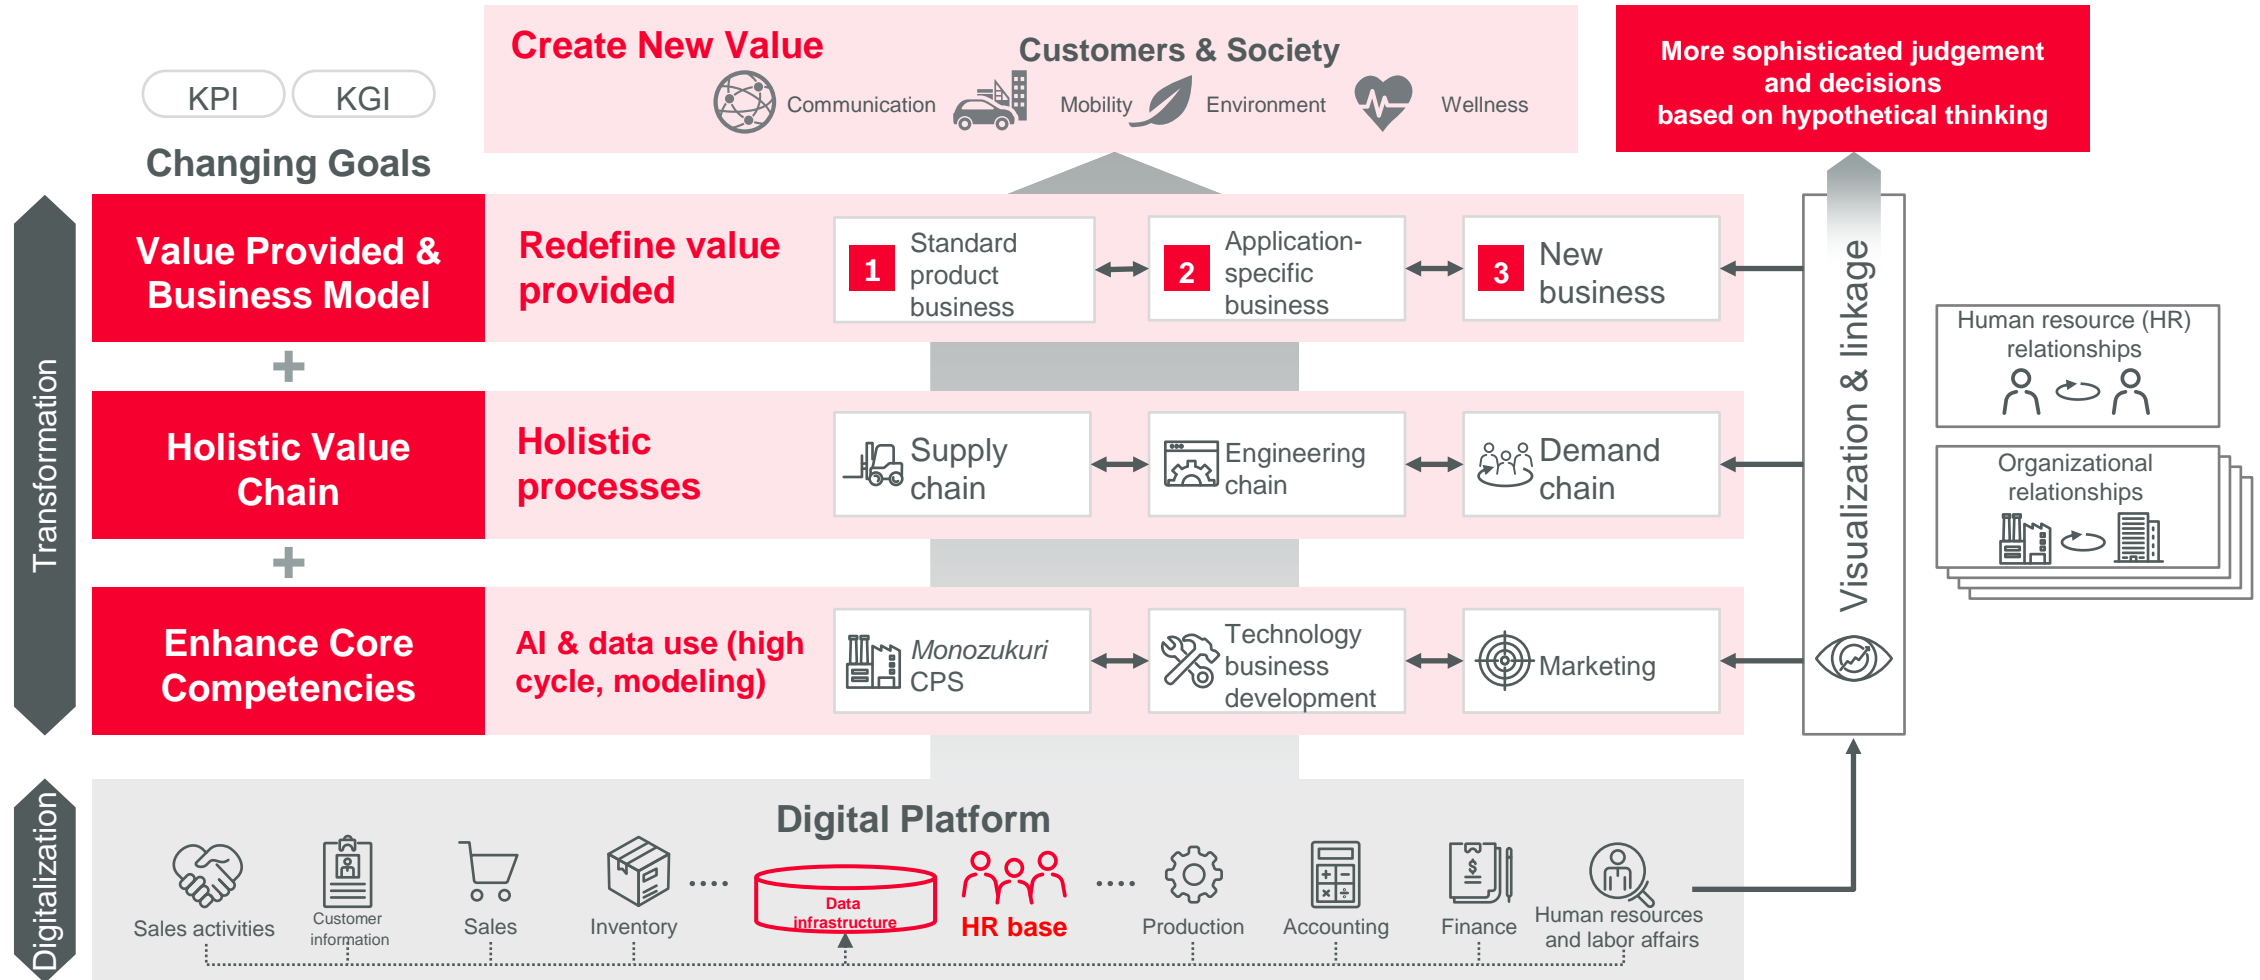 Create New Value
Customers & Society
Communication
Mobility
Environment
Wellness
More sophisticated judgement
and decisions
based on hypothetical thinking
KPI
KGI
Changing Goals
Transformation
Value Provided &
Business Model
Redefine value
provided
1
Standard
product
business
2
Application-
specific
business
3
New
business
Visualization & linkage
Human resource (HR)
relationships
Organizational
relationships
Holistic Value
Chain
Holistic
processes
Supply
chain
Engineering
chain
Demand
chain
Enhance Core
Competencies
AI & data use (high
cycle, modeling)
Monozukuri
CPS
Technology
business
development
Marketing
Digitalization
Digital Platform
Sales activities
Customer
information
Sales
Inventory
Data
infrastructure
HR base
Production
Accounting
$
Finance
Human resources
and labor affairs